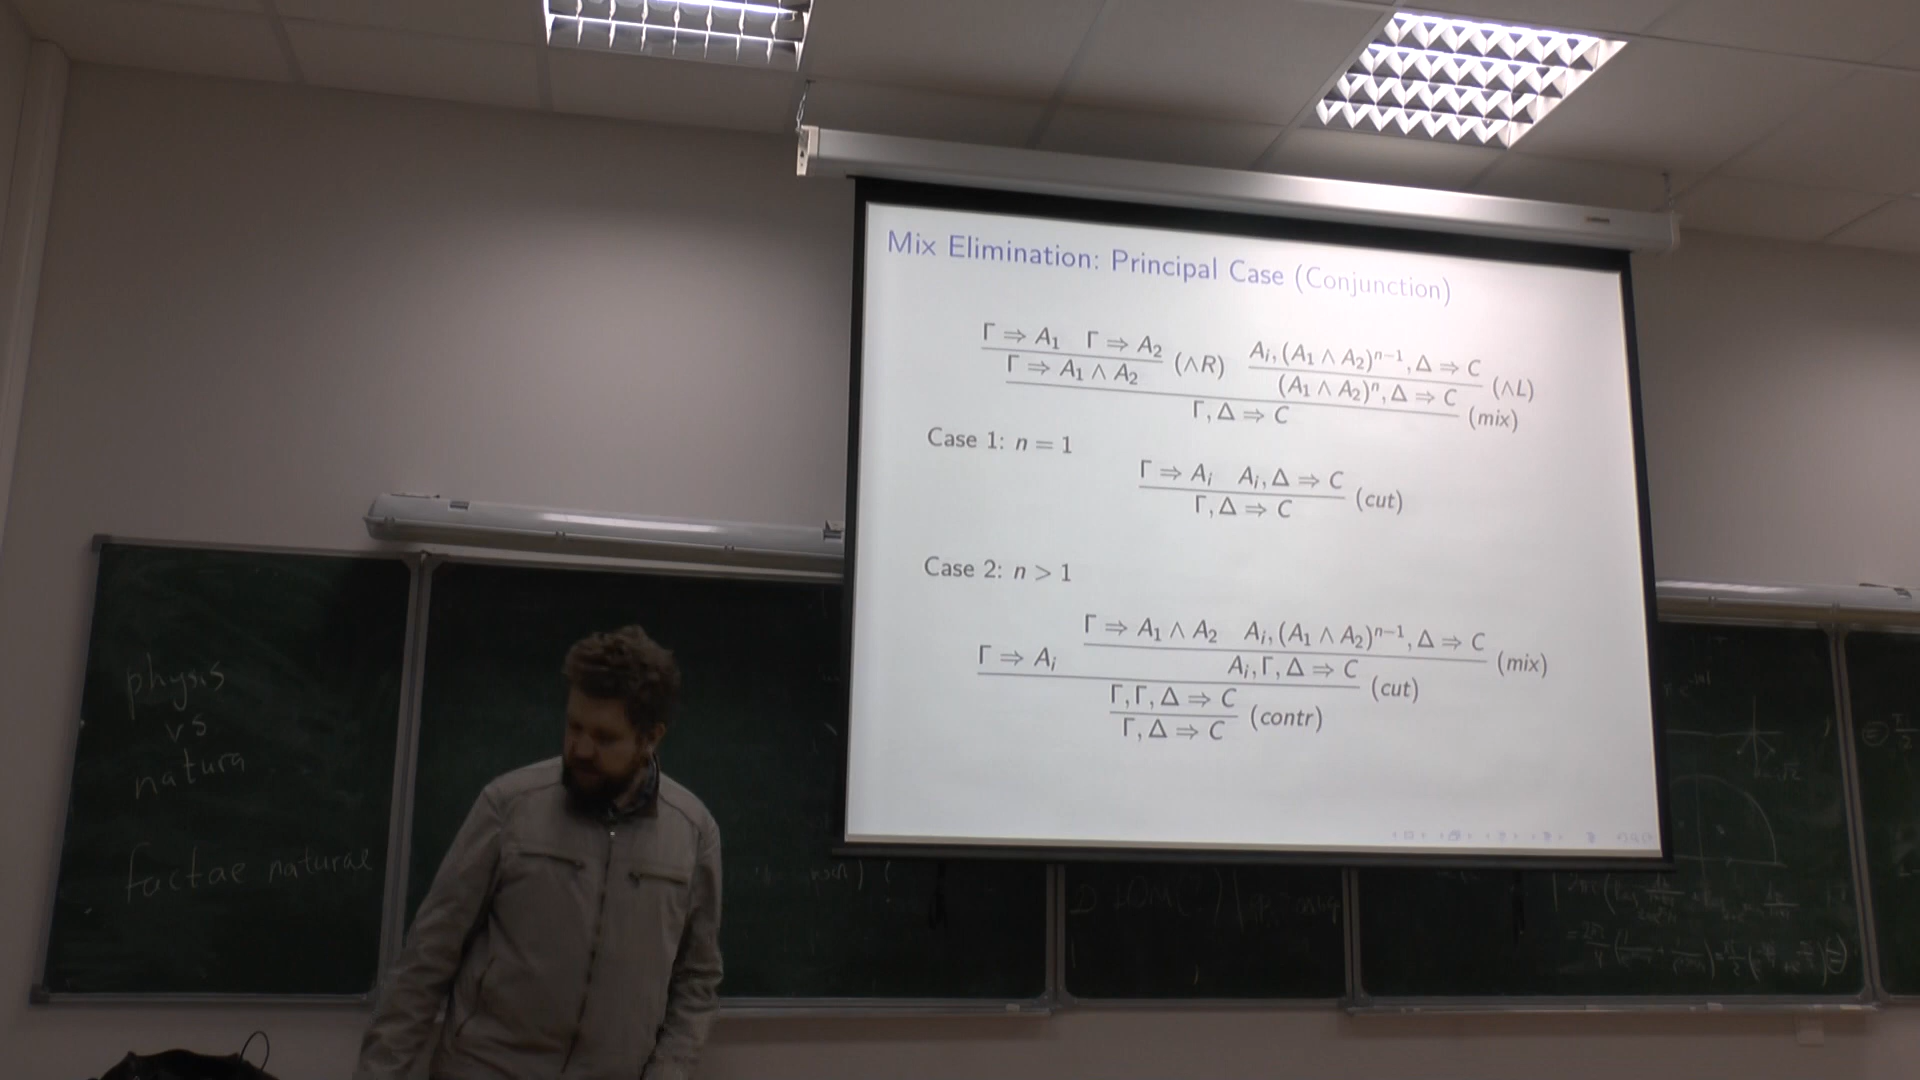 Mix Elimination: Principal Case (Conjunction)
Γ ⇒ A₁ Γ ⇒ A₂ (∧R) Aᵢ, (A₁ ∧ A₂)ⁿ⁻¹, Δ ⇒ C (∧L)
Γ ⇒ A₁ ∧ A₂ (A₁ ∧ A₂)ⁿ, Δ ⇒ C
Γ, Δ ⇒ C (mix)
Case 1: n = 1
Γ ⇒ Aᵢ Aᵢ, Δ ⇒ C
Γ, Δ ⇒ C (cut)
Case 2: n > 1
Γ ⇒ A₁ ∧ A₂ Aᵢ, (A₁ ∧ A₂)ⁿ⁻¹, Δ ⇒ C
Γ ⇒ Aᵢ Aᵢ, Γ, Δ ⇒ C (mix)
Γ, Γ, Δ ⇒ C (cut)
Γ, Δ ⇒ C (contr)
physis
vs
natura
factae naturae